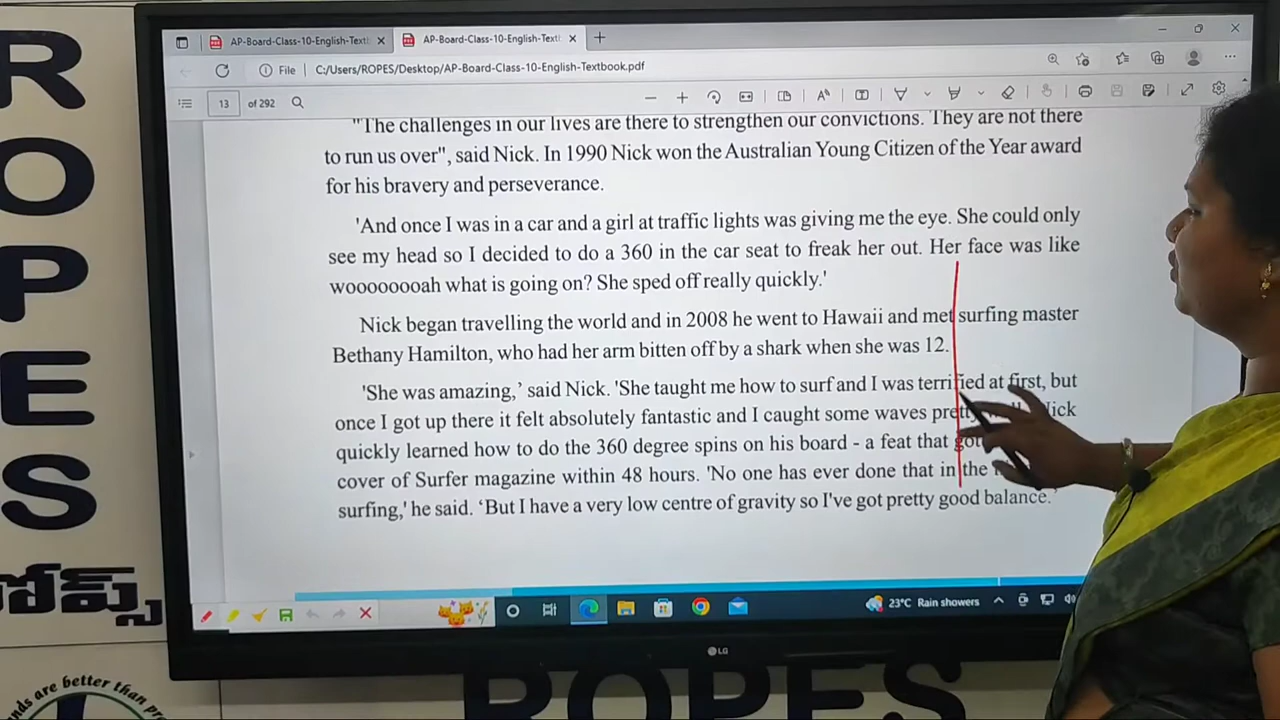 ROPES
రోప్స్
AP-Board-Class-10-English-Textb
AP-Board-Class-10-English-Textb
File
C:/Users/ROPES/Desktop/AP-Board-Class-10-English-Textbook.pdf
13 of 292
"The challenges in our lives are there to strengthen our convictions. They are not there
to run us over", said Nick. In 1990 Nick won the Australian Young Citizen of the Year award
for his bravery and perseverance.
'And once I was in a car and a girl at traffic lights was giving me the eye. She could only
see my head so I decided to do a 360 in the car seat to freak her out. Her face was like
woooooooah what is going on? She sped off really quickly.'
Nick began travelling the world and in 2008 he went to Hawaii and met surfing master
Bethany Hamilton, who had her arm bitten off by a shark when she was 12.
'She was amazing,' said Nick. 'She taught me how to surf and I was terrified at first, but
once I got up there it felt absolutely fantastic and I caught some waves pretty Nick
quickly learned how to do the 360 degree spins on his board - a feat that got
cover of Surfer magazine within 48 hours. 'No one has ever done that in the
surfing,' he said. 'But I have a very low centre of gravity so I've got pretty good balance.'
23°C Rain showers
LG
ROPES
nds are better than pr